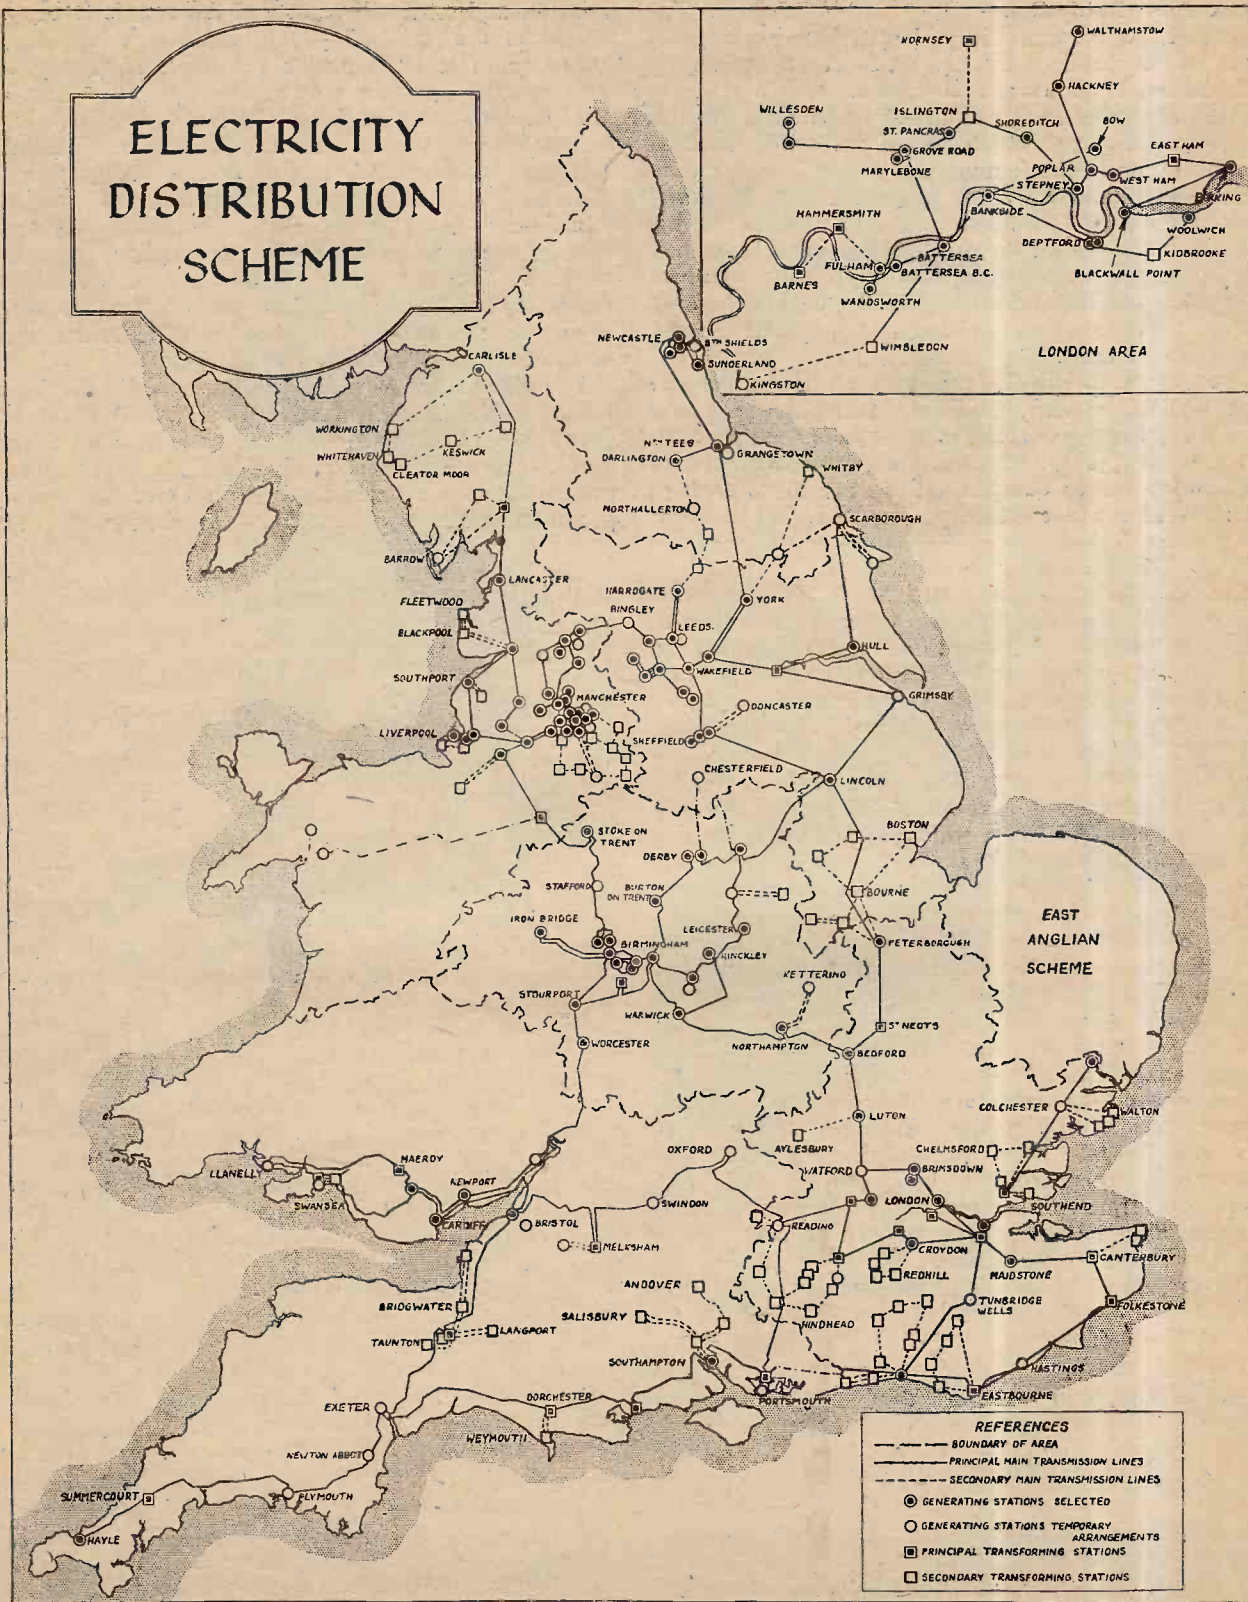 ELECTRICITY
DISTRIBUTION
SCHEME
HORNSEY
WALTHAMSTOW
HACKNEY
WILLESDEN
ISLINGTON
ST. PANCRAS
SHOREDITCH
BOW
GROVE ROAD
MARYLEBONE
EAST HAM
POPLAR
STEPNEY
WEST HAM
BARKING
HAMMERSMITH
BANKSIDE
WOOLWICH
DEPTFORD
KIDBROOKE
BATTERSEA
FULHAM
BATTERSEA B.C.
BLACKWALL POINT
BARNES
WANDSWORTH
WIMBLEDON
KINGSTON
LONDON AREA
NEWCASTLE
STH SHIELDS
SUNDERLAND
CARLISLE
WORKINGTON
WHITEHAVEN
KESWICK
CLEATOR MOOR
NTH TEES
DARLINGTON
GRANGETOWN
WHITBY
NORTHALLERTON
SCARBOROUGH
BARROW
LANCASTER
HARROGATE
YORK
FLEETWOOD
BLACKPOOL
BINGLEY
LEEDS.
HULL
SOUTHPORT
WAKEFIELD
MANCHESTER
GRIMSBY
DONCASTER
LIVERPOOL
SHEFFIELD
CHESTERFIELD
LINCOLN
STOKE ON
TRENT
BOSTON
DERBY
STAFFORD
BURTON
ON TRENT
BOURNE
IRON BRIDGE
LEICESTER
BIRMINGHAM
HINCKLEY
PETERBOROUGH
EAST
ANGLIAN
SCHEME
KETTERING
STOURPORT
WARWICK
ST NEOTS
WORCESTER
NORTHAMPTON
BEDFORD
COLCHESTER
WALTON
LUTON
AYLESBURY
CHELMSFORD
OXFORD
MAERDY
LLANELLY
WATFORD
BRIMSDOWN
SWANSEA
NEWPORT
SWINDON
LONDON
SOUTHEND
CARDIFF
BRISTOL
READING
MELKSHAM
CROYDON
REDHILL
MAIDSTONE
CANTERBURY
ANDOVER
BRIDGWATER
SALISBURY
TUNBRIDGE
WELLS
FOLKESTONE
HINDHEAD
TAUNTON
LANGPORT
SOUTHAMPTON
HASTINGS
EASTBOURNE
PORTSMOUTH
DORCHESTER
EXETER
WEYMOUTH
NEWTON ABBOT
PLYMOUTH
SUMMERCOURT
HAYLE
REFERENCES
BOUNDARY OF AREA
PRINCIPAL MAIN TRANSMISSION LINES
SECONDARY MAIN TRANSMISSION LINES
GENERATING STATIONS SELECTED
GENERATING STATIONS TEMPORARY
ARRANGEMENTS
PRINCIPAL TRANSFORMING STATIONS
SECONDARY TRANSFORMING STATIONS